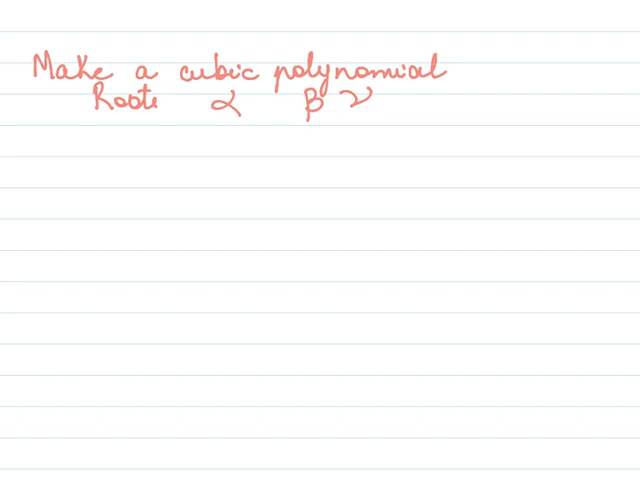 Make a cubic polynomial
Roots α β γ